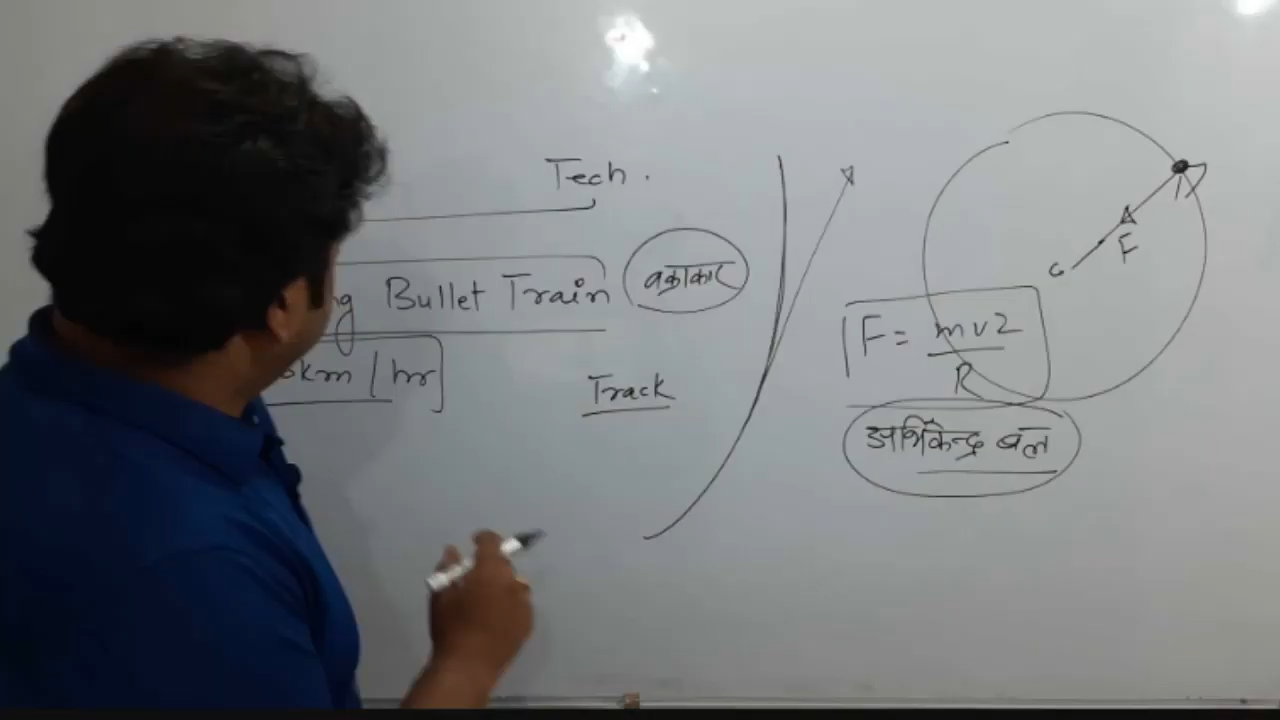 Tech.
Bullet Train
वक्राकार
km/hr
Track
F
F = mv2/R
अभिकेन्द्र बल